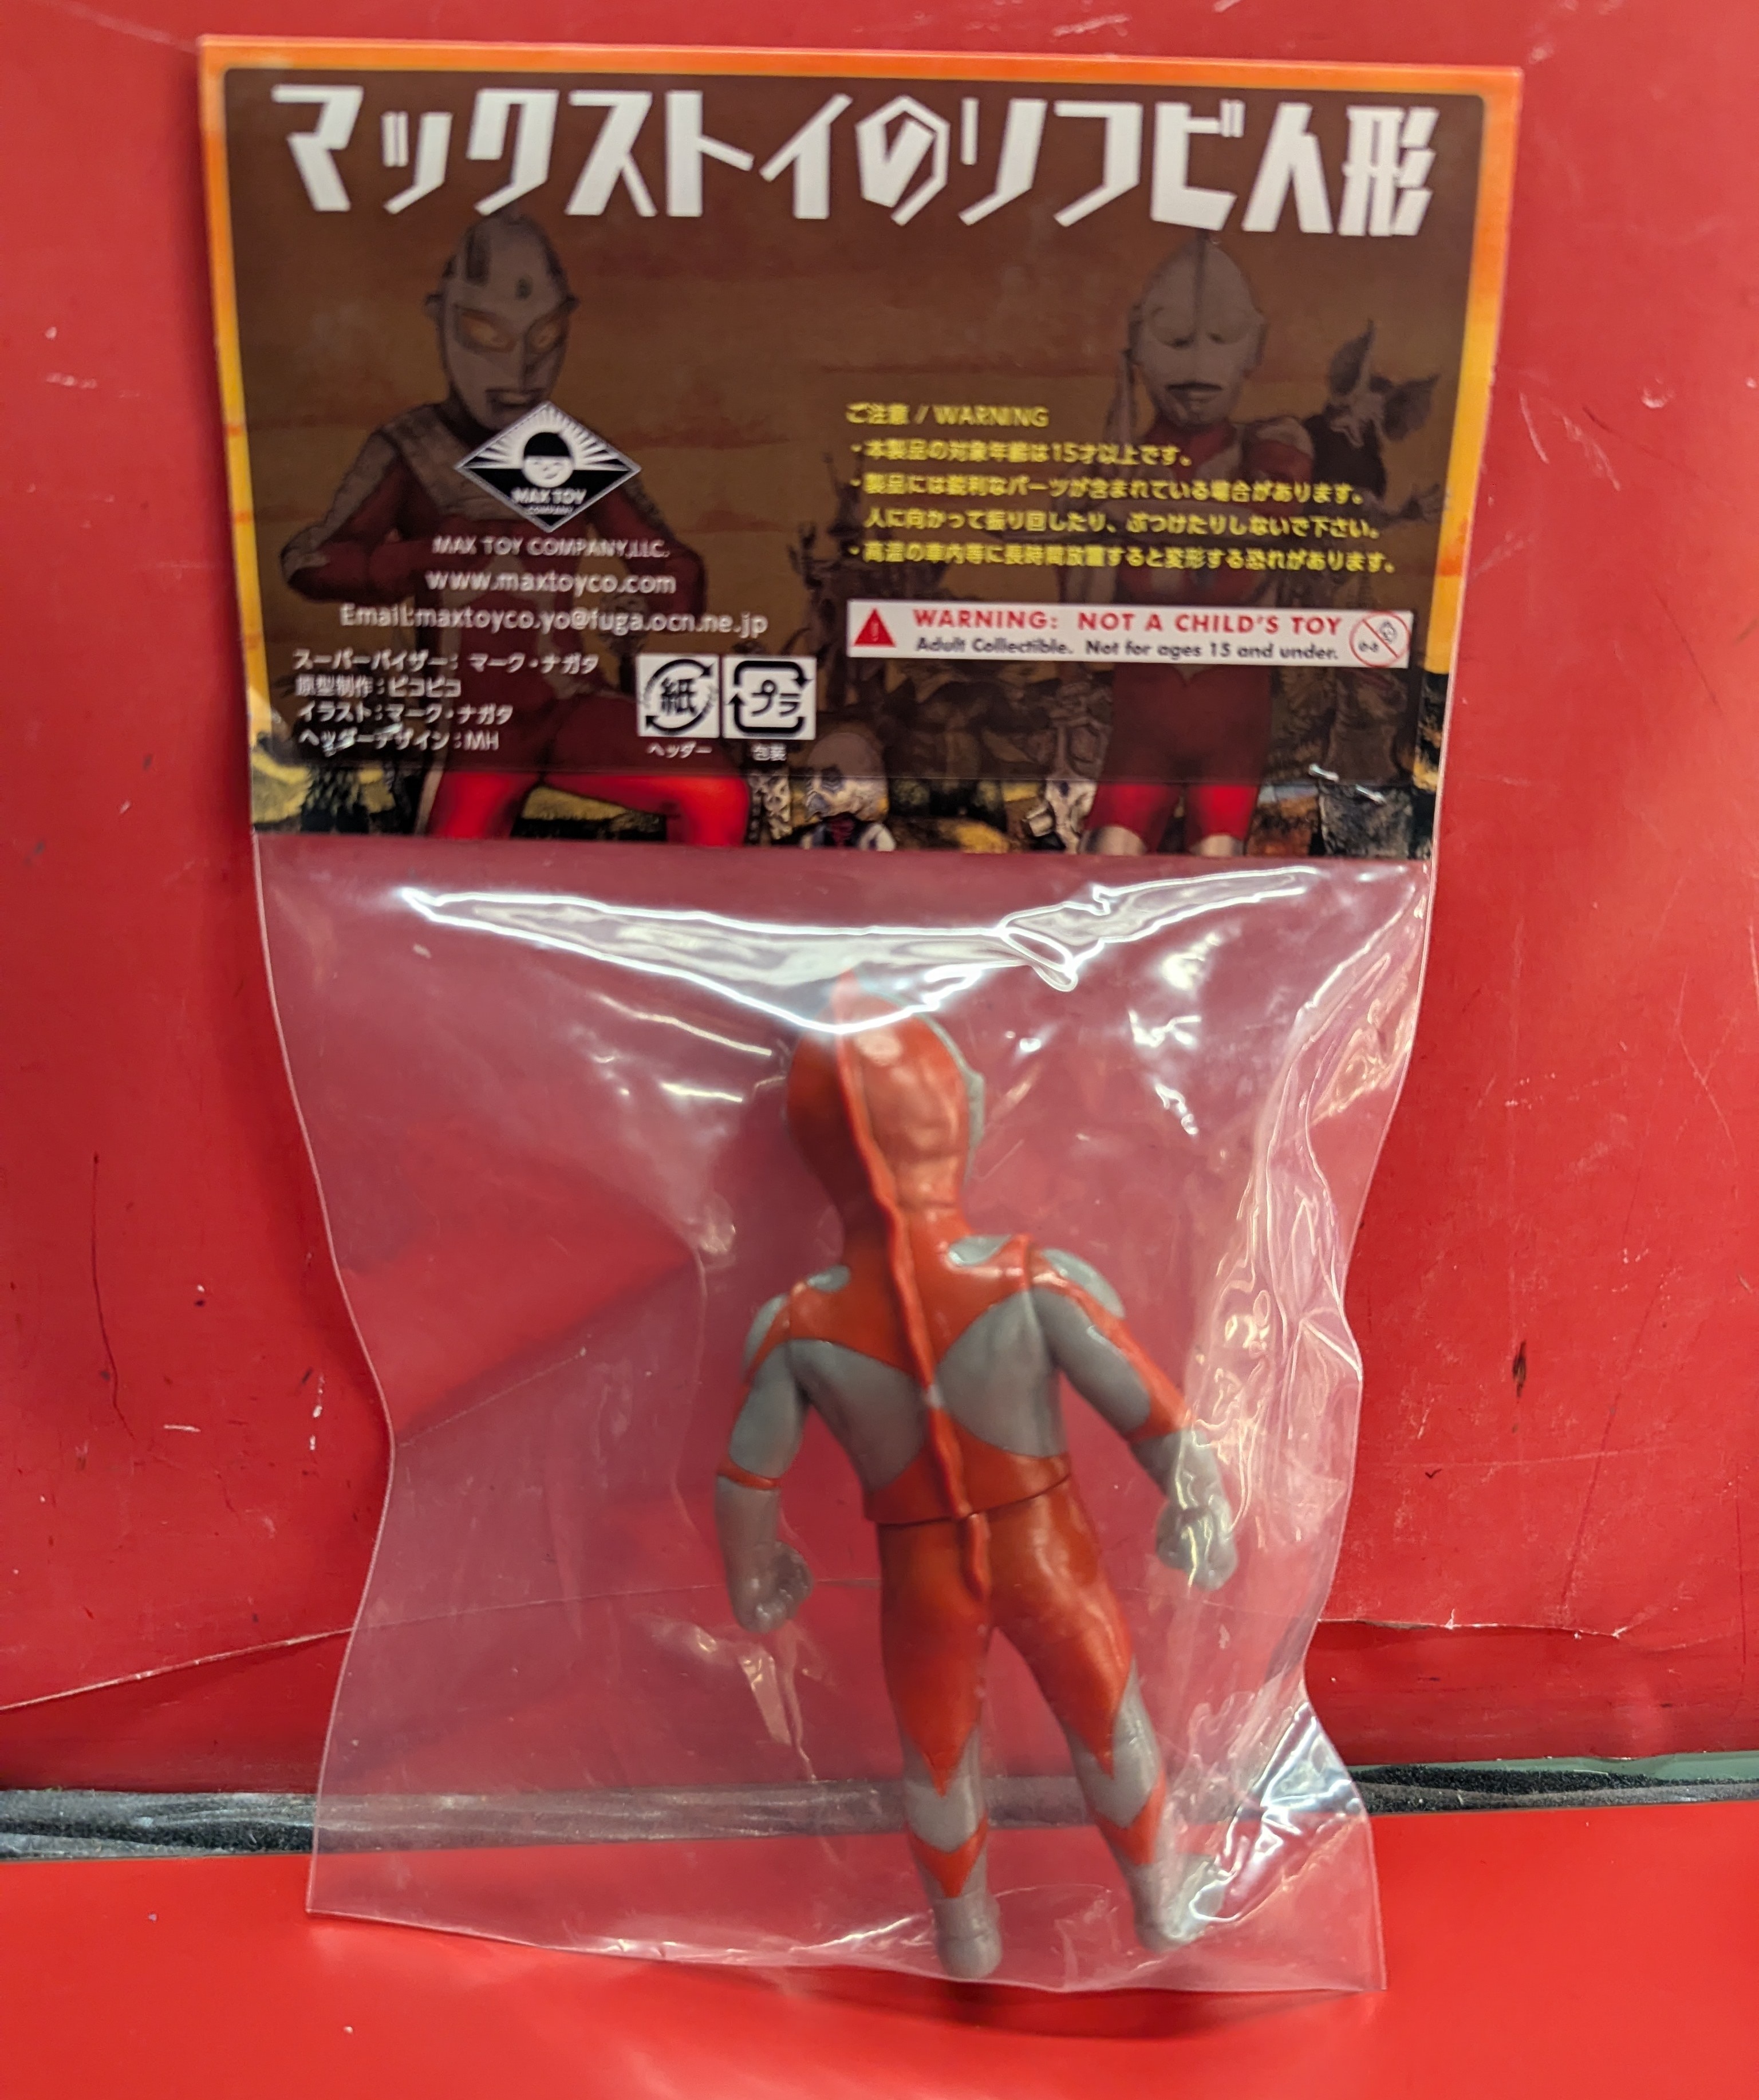 マックストイのソフビ人形
MAX TOY
COMPANY
MAX TOY COMPANY,LLC.
www.maxtoyco.com
Email:maxtoyco.yo@fuga.ocn.ne.jp
スーパーバイザー：マーク・ナガタ
原型制作：ピコピコ
イラスト：マーク・ナガタ
ヘッダーデザイン：MH
紙
ヘッダー
プラ
包装
ご注意 / WARNING
・本製品の対象年齢は15才以上です。
・製品には鋭利なパーツが含まれている場合があります。
人に向かって振り回したり、ぶつけたりしないで下さい。
・高温の車内等に長時間放置すると変形する恐れがあります。
WARNING: NOT A CHILD'S TOY
Adult Collectible. Not for ages 15 and under.
0-3